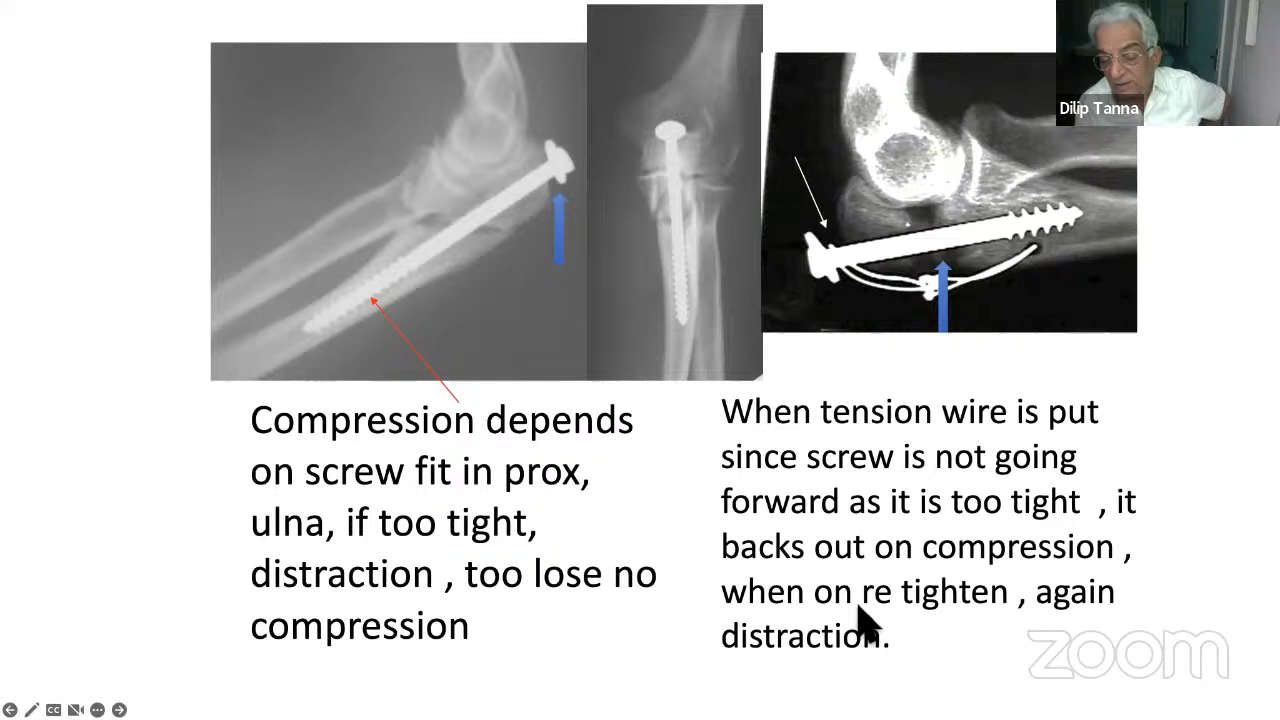 Dilip Tanna
Compression depends
on screw fit in prox,
ulna, if too tight,
distraction , too lose no
compression
When tension wire is put
since screw is not going
forward as it is too tight , it
backs out on compression ,
when on re tighten , again
distraction.
zoom
CC